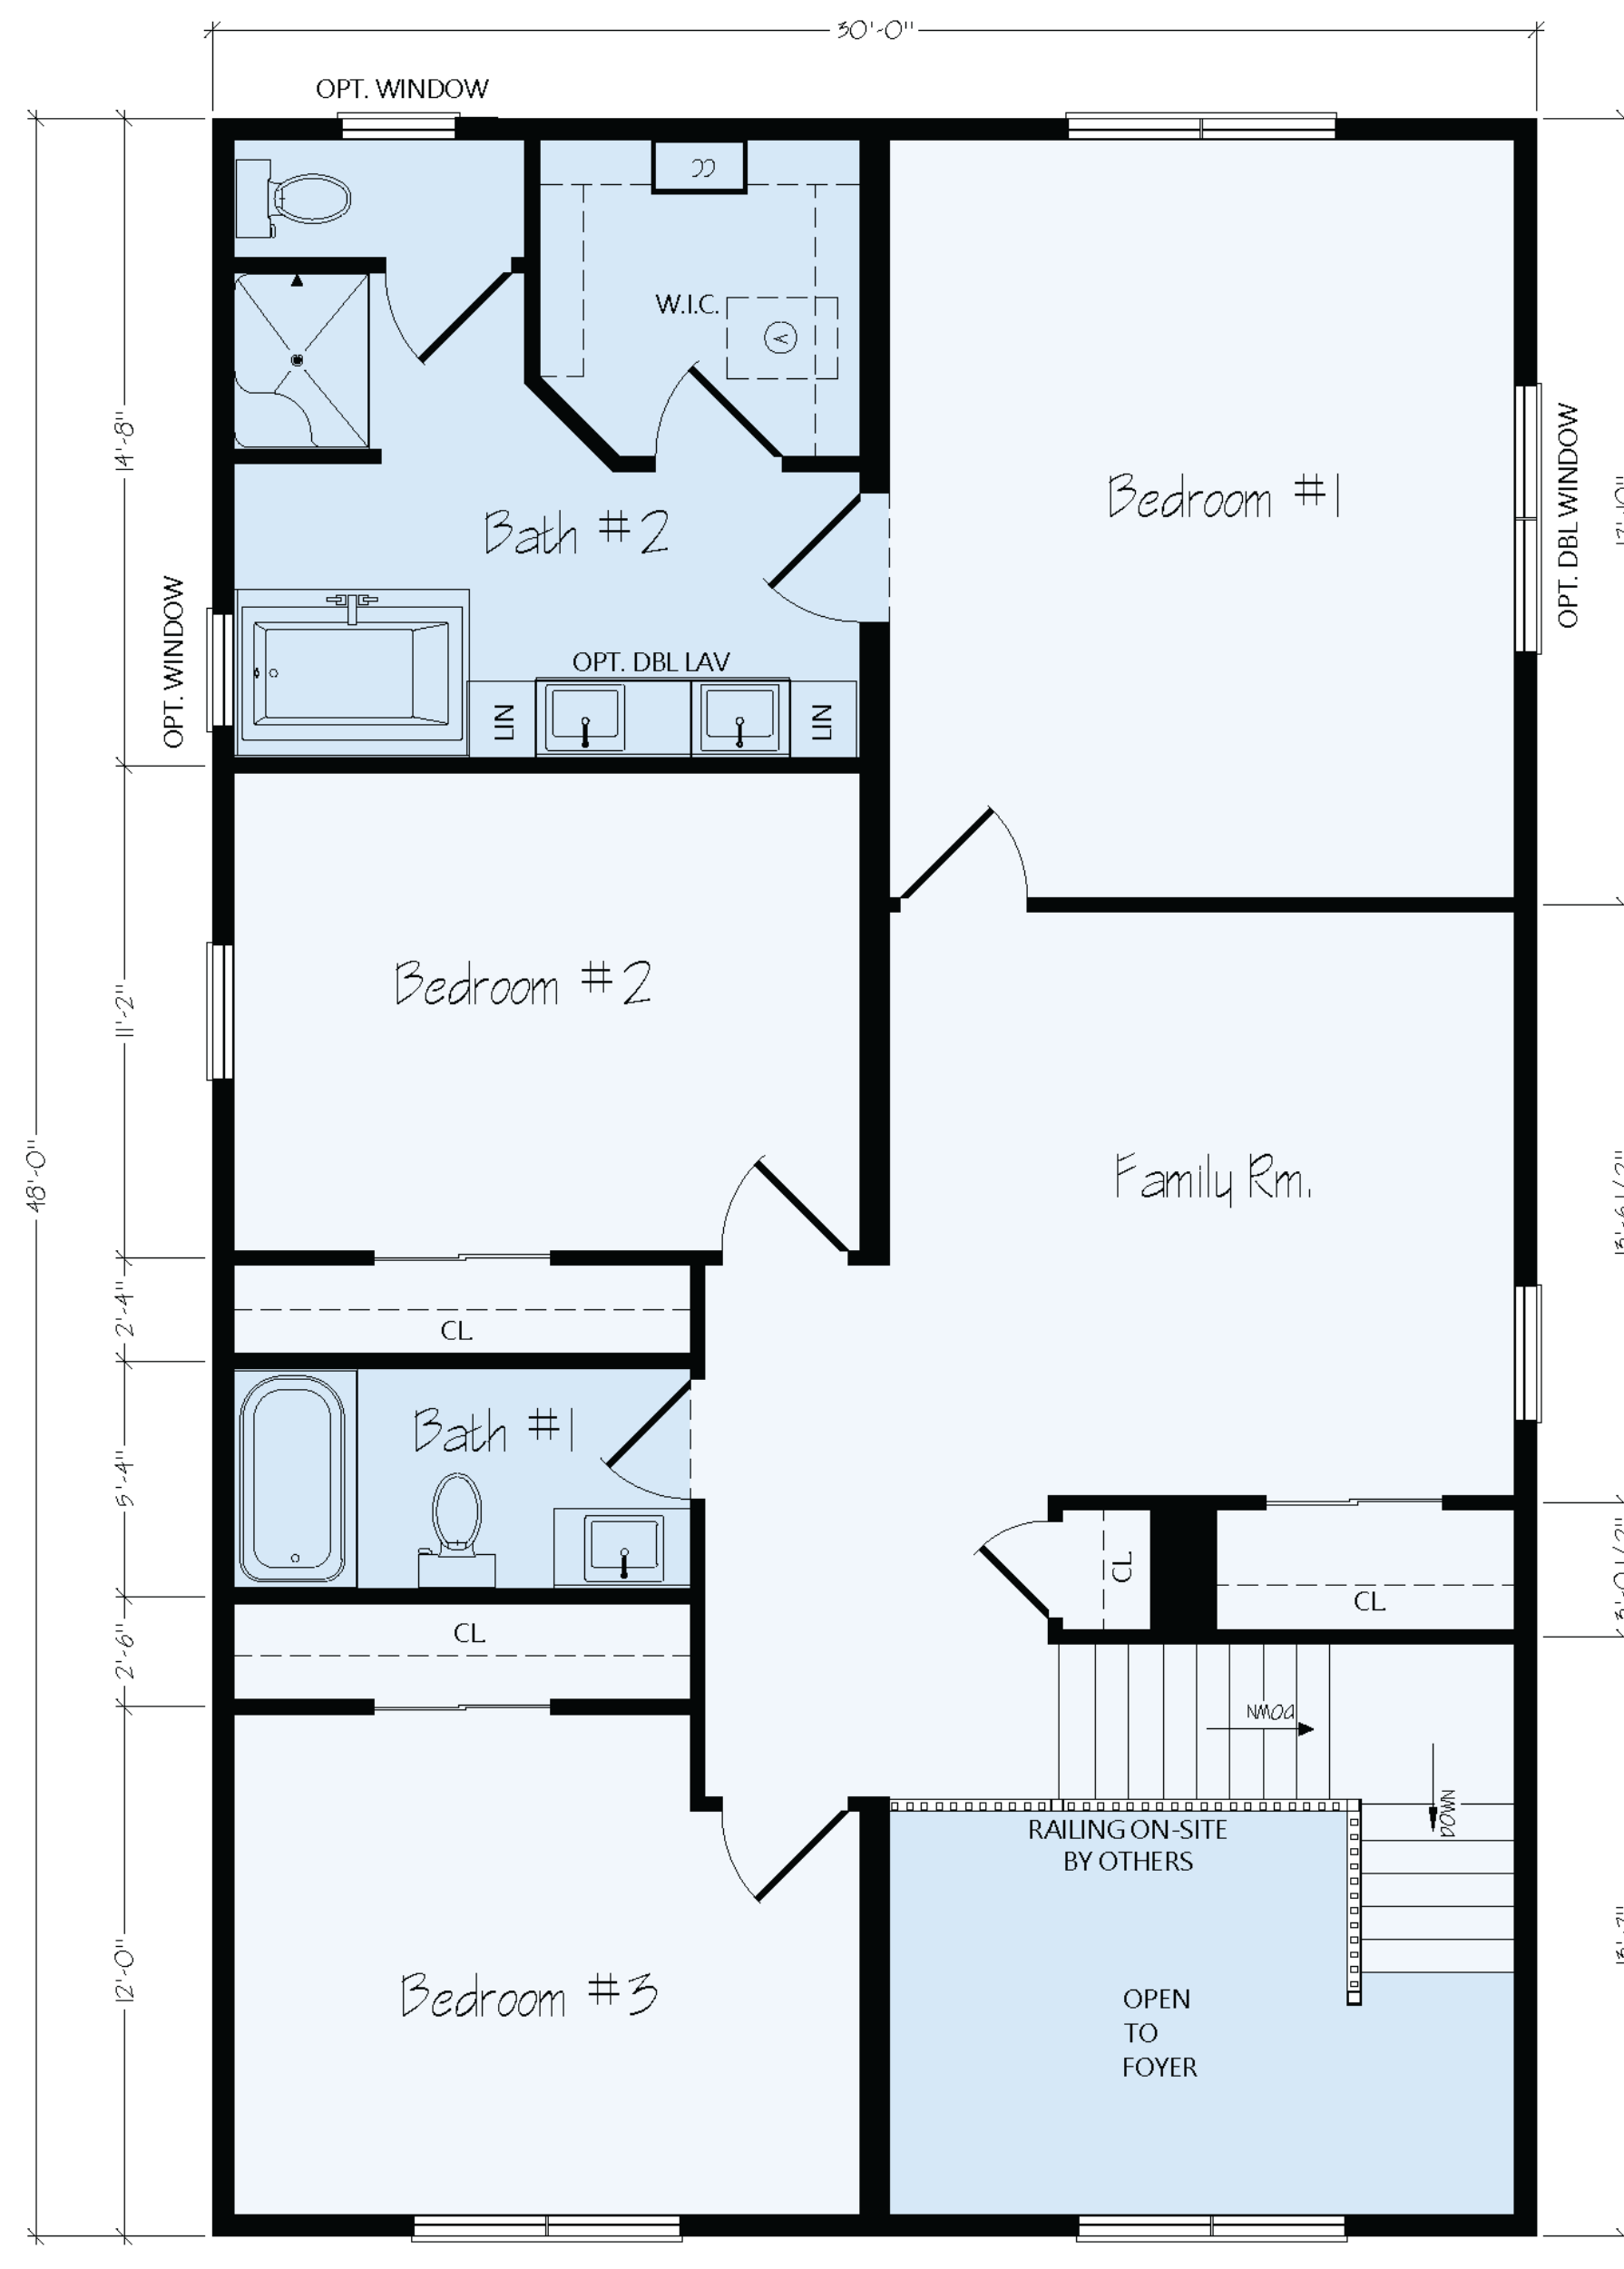 30'-0"
OPT. WINDOW
W.I.C.
14'-8"
Bedroom #1
OPT. DBL WINDOW
Bath #2
OPT. WINDOW
OPT. DBL LAV
LIN
LIN
Bedroom #2
11'-2"
48'-0"
Family Rm.
2'-4"
CL
Bath #1
5'-4"
CL
CL
CL
2'-6"
DOWN
DOWN
RAILING ON-SITE
BY OTHERS
12'-0"
Bedroom #3
OPEN
TO
FOYER